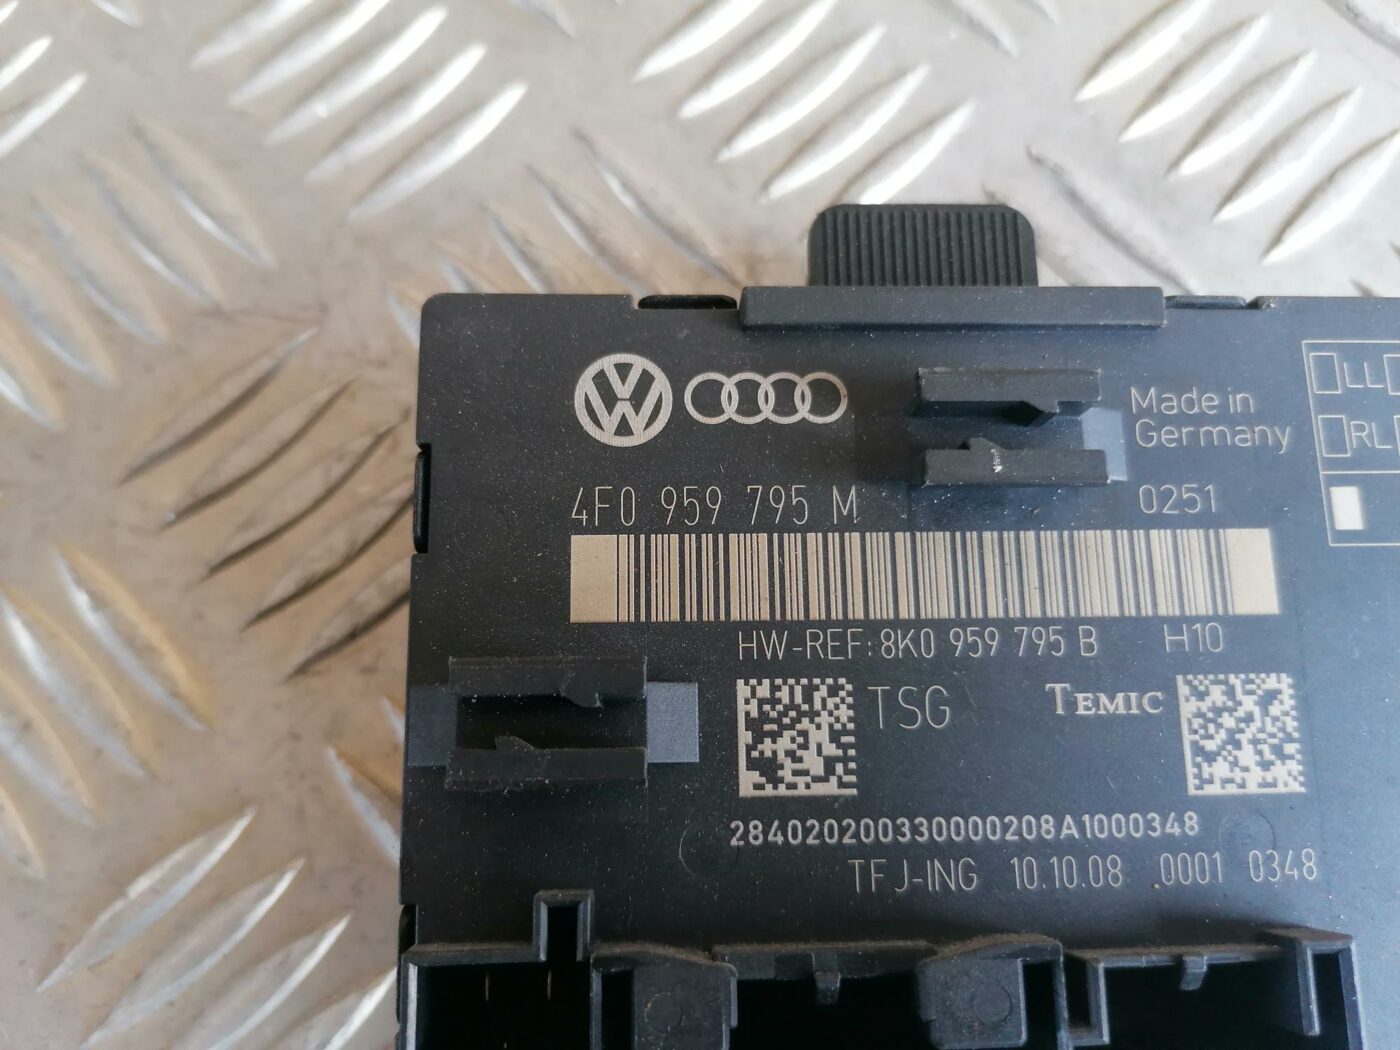 Made in
Germany
LL
RL
4F0 959 795 M 0251
HW-REF:8K0 959 795 B H10
TSG
TEMIC
284020200330000208A1000348
TFJ-ING 10.10.08 0001 0348